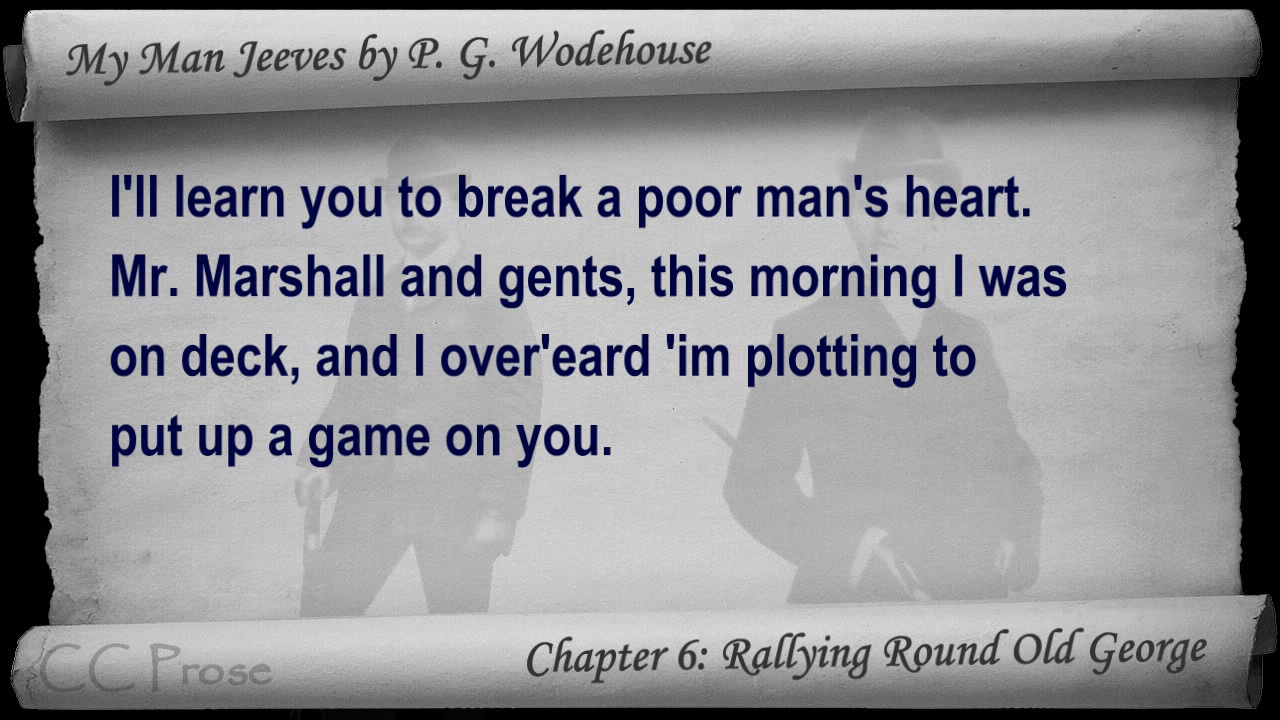 My Man Jeeves by P. G. Wodehouse
I'll learn you to break a poor man's heart.
Mr. Marshall and gents, this morning I was
on deck, and I over'eard 'im plotting to
put up a game on you.
CC Prose
Chapter 6: Rallying Round Old George